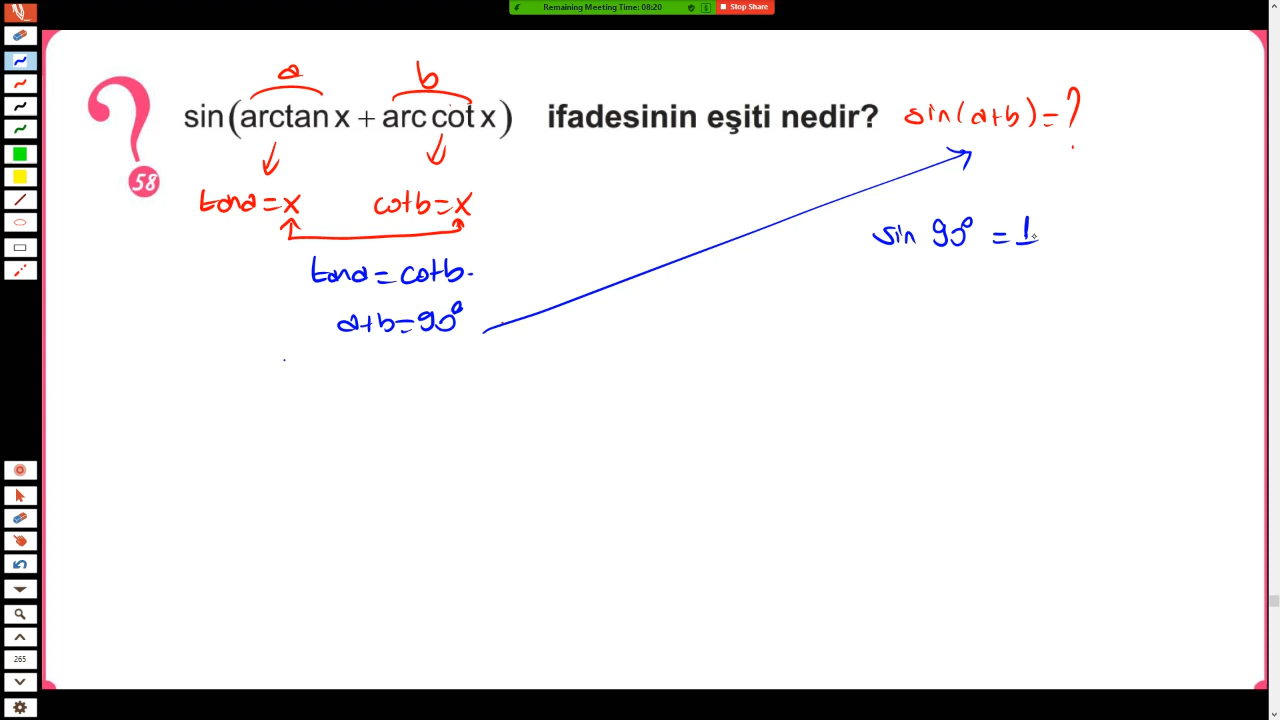 Remaining Meeting Time: 08:20 Stop Share
a b
sin(arctan x + arc cot x) ifadesinin eşiti nedir? sin(a+b)=?
58
tana=x cotb=x
sin 90° = 1
tana=cotb.
a+b=90°
265